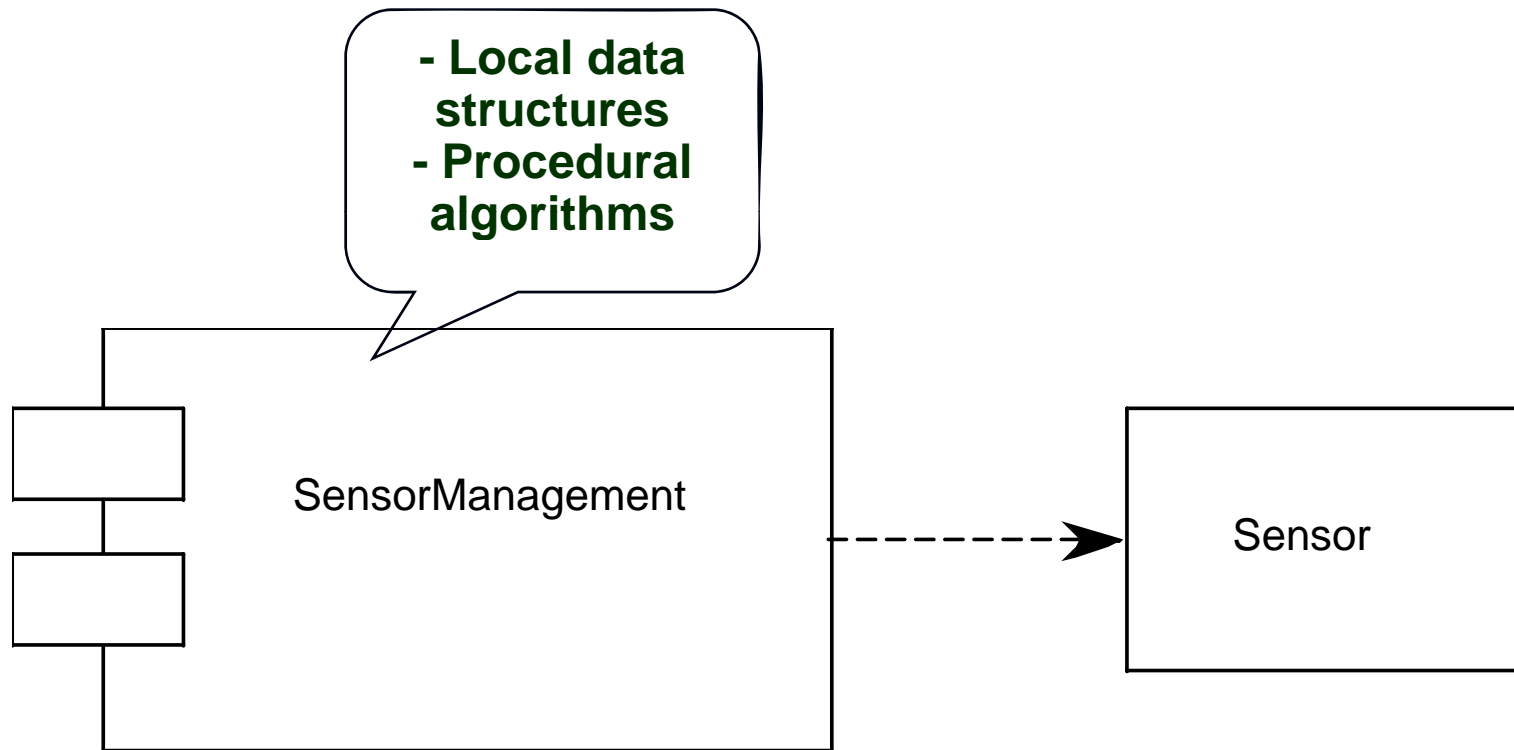 - Local data
structures
- Procedural
algorithms
SensorManagement
Sensor